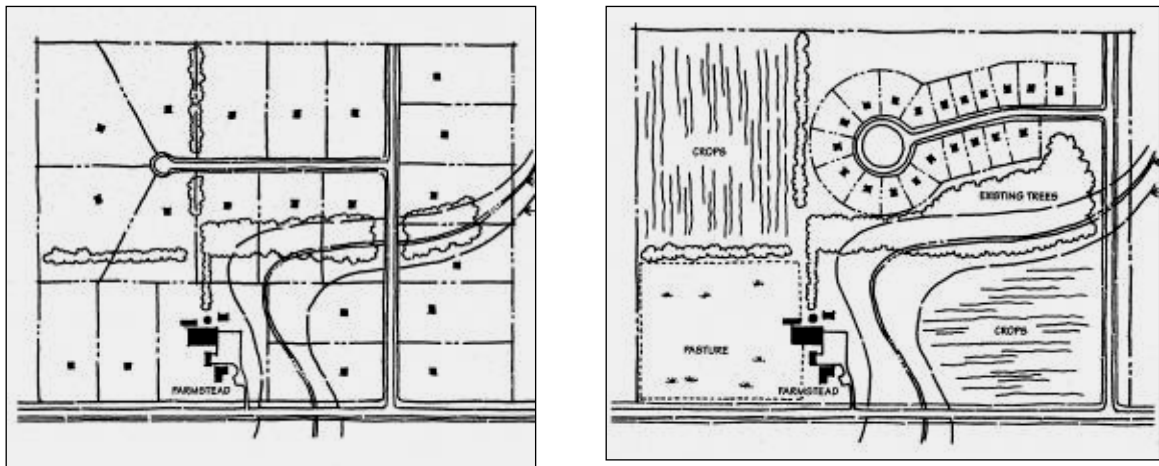 FARMSTEAD
CROPS
EXISTING TREES
CROPS
PASTURE
FARMSTEAD